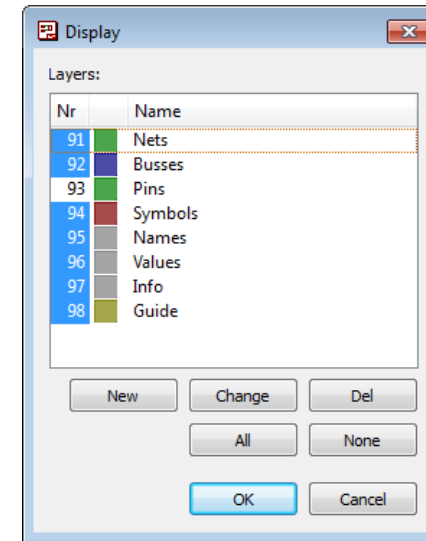 Display
Layers:
Nr Name
91 Nets
92 Busses
93 Pins
94 Symbols
95 Names
96 Values
97 Info
98 Guide
New Change Del
All None
OK Cancel